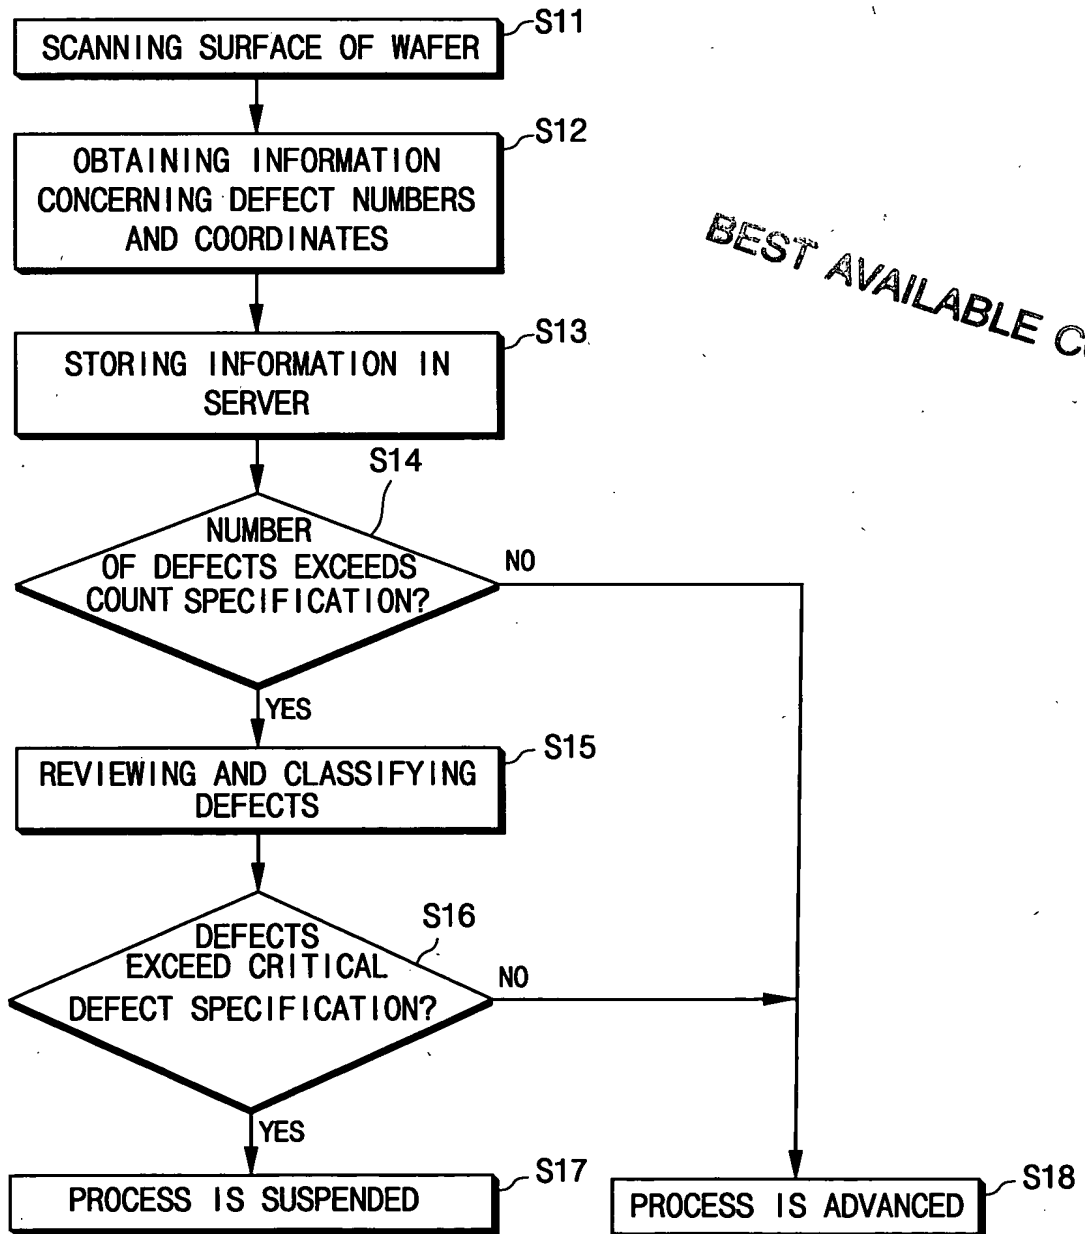 SCANNING SURFACE OF WAFER
S11
OBTAINING INFORMATION
CONCERNING DEFECT NUMBERS
AND COORDINATES
S12
STORING INFORMATION IN
SERVER
S13
NUMBER
OF DEFECTS EXCEEDS
COUNT SPECIFICATION?
S14
NO
YES
REVIEWING AND CLASSIFYING
DEFECTS
S15
DEFECTS
EXCEED CRITICAL
DEFECT SPECIFICATION?
S16
NO
YES
PROCESS IS SUSPENDED
S17
PROCESS IS ADVANCED
S18
BEST AVAILABLE